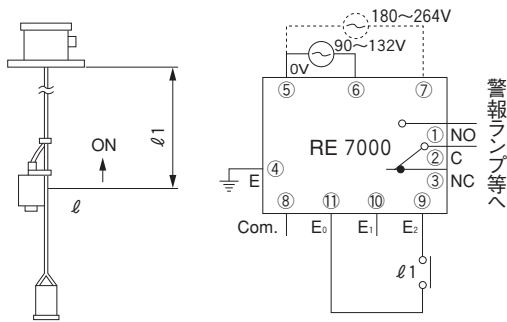 ℓ1
ON
ℓ
180～264V
90～132V
0V
⑤
⑥
⑦
RE 7000
① NO
② C
③ NC
④
E
⑧
⑪
⑩
⑨
Com.
E₀
E₁
E₂
ℓ1
警報ランプ等へ